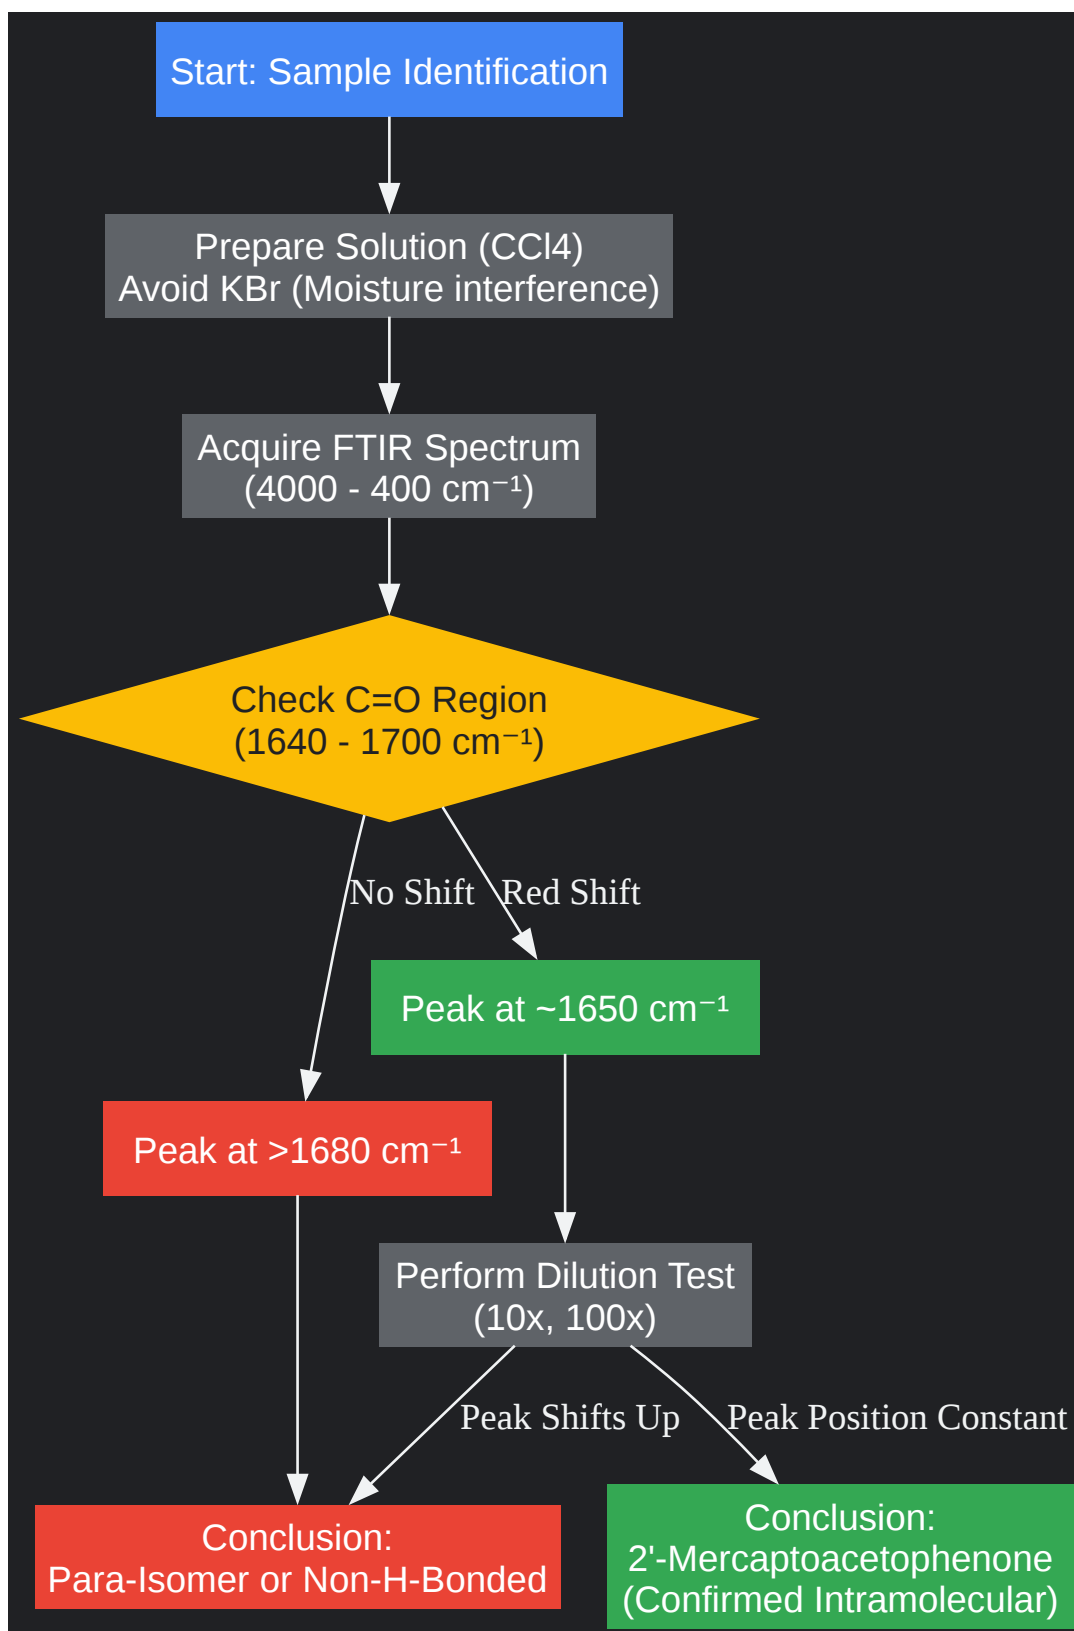 Start: Sample Identification
Prepare Solution (CCl4)
Avoid KBr (Moisture interference)
Acquire FTIR Spectrum
(4000 - 400 cm⁻¹)
Check C=O Region
(1640 - 1700 cm⁻¹)
No Shift
Red Shift
Peak at ~1650 cm⁻¹
Peak at >1680 cm⁻¹
Perform Dilution Test
(10x, 100x)
Peak Shifts Up
Peak Position Constant
Conclusion:
Para-Isomer or Non-H-Bonded
Conclusion:
2'-Mercaptoacetophenone
(Confirmed Intramolecular)